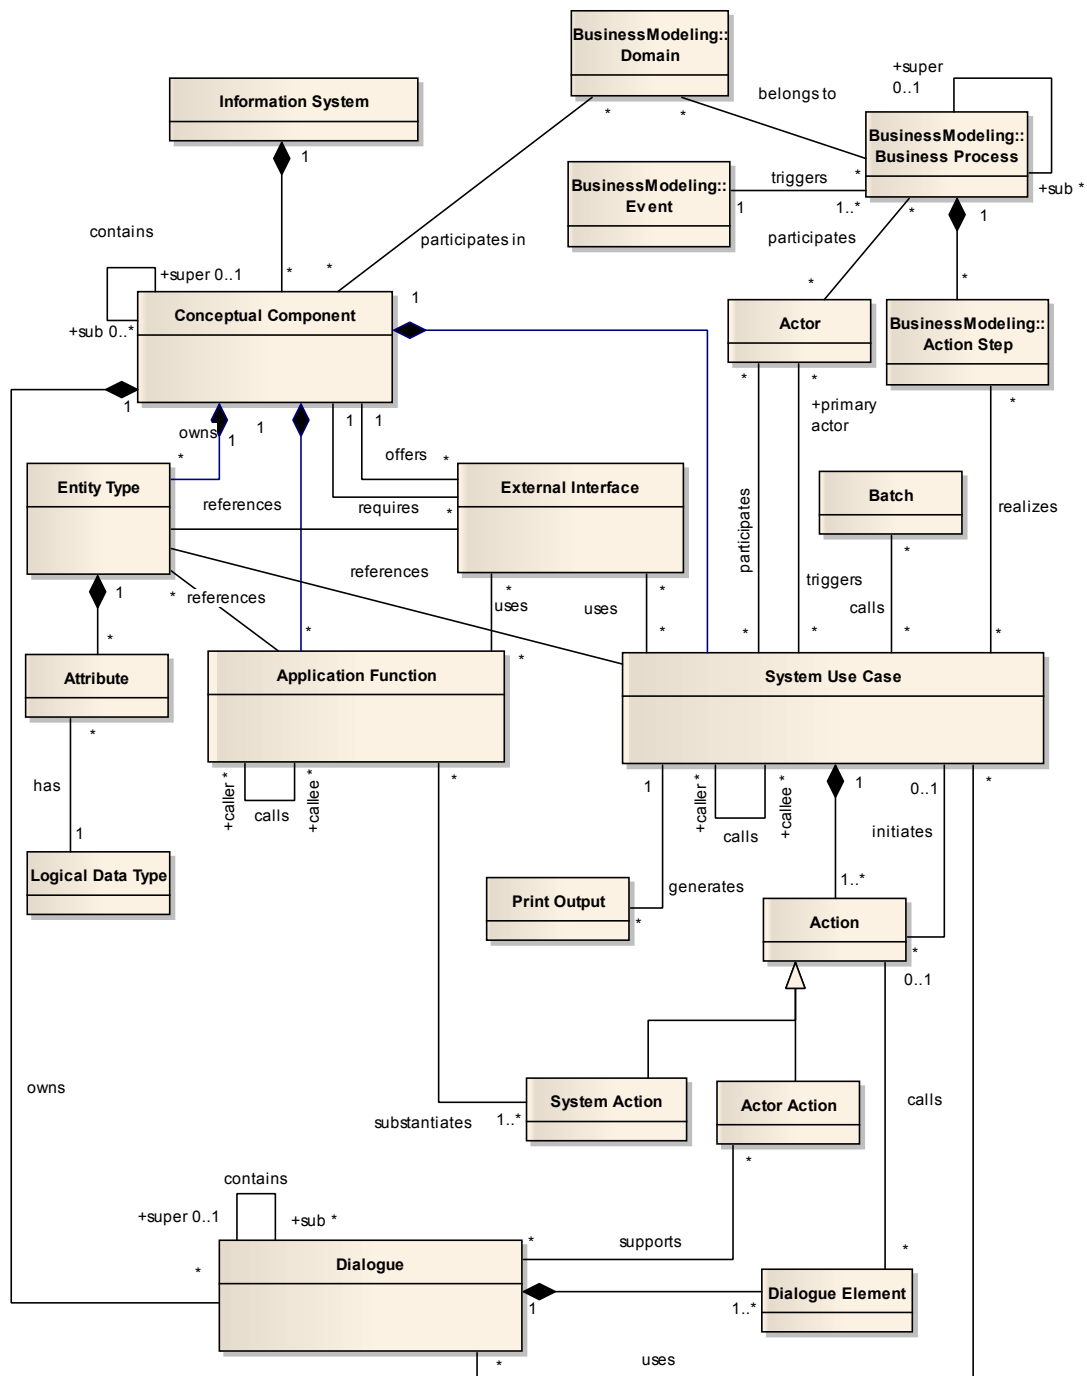 BusinessModeling::
Domain
+super
0..1
belongs to
Information System
*
*
1
BusinessModeling::
Business Process
*
triggers
1
1..*
+sub *
BusinessModeling::
Event
*
1
participates
contains
participates in
+super 0..1
*
*
*
*
1
Conceptual Component
Actor
BusinessModeling::
Action Step
+sub 0..*
1
*
*
*
+primary
actor
owns
1
1
1
1
*
offers
*
Entity Type
External Interface
Batch
references
requires
*
realizes
participates
*
references
*
*
triggers
1
*
references
uses
uses
calls
*
*
*
*
*
*
*
*
Attribute
Application Function
*
System Use Case
*
has
+caller *
+callee *
calls
*
1
+caller *
+callee *
calls
1
0..1
*
initiates
1
Logical Data Type
generates
1..*
Print Output
*
Action
*
0..1
owns
System Action
Actor Action
calls
substantiates
1..*
*
contains
+super 0..1
+sub *
*
supports
*
*
Dialogue
Dialogue Element
1
1..*
*
uses